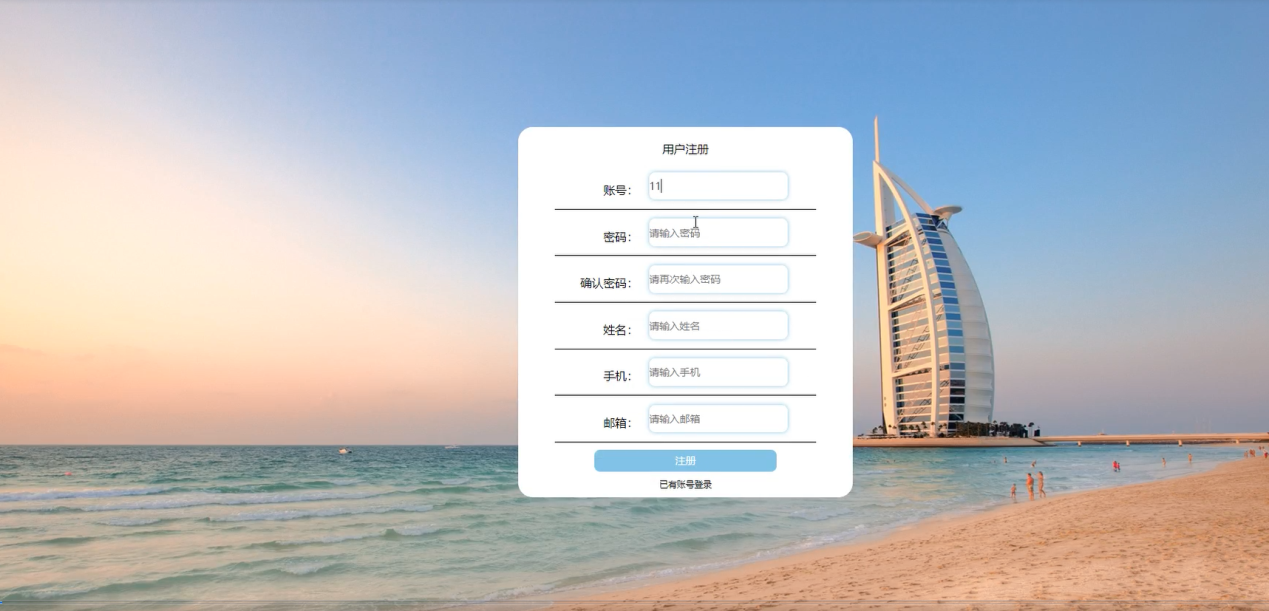 用户注册
账号： 11
密码： 请输入密码
确认密码： 请再次输入密码
姓名： 请输入姓名
手机： 请输入手机
邮箱： 请输入邮箱
注册
已有账号登录